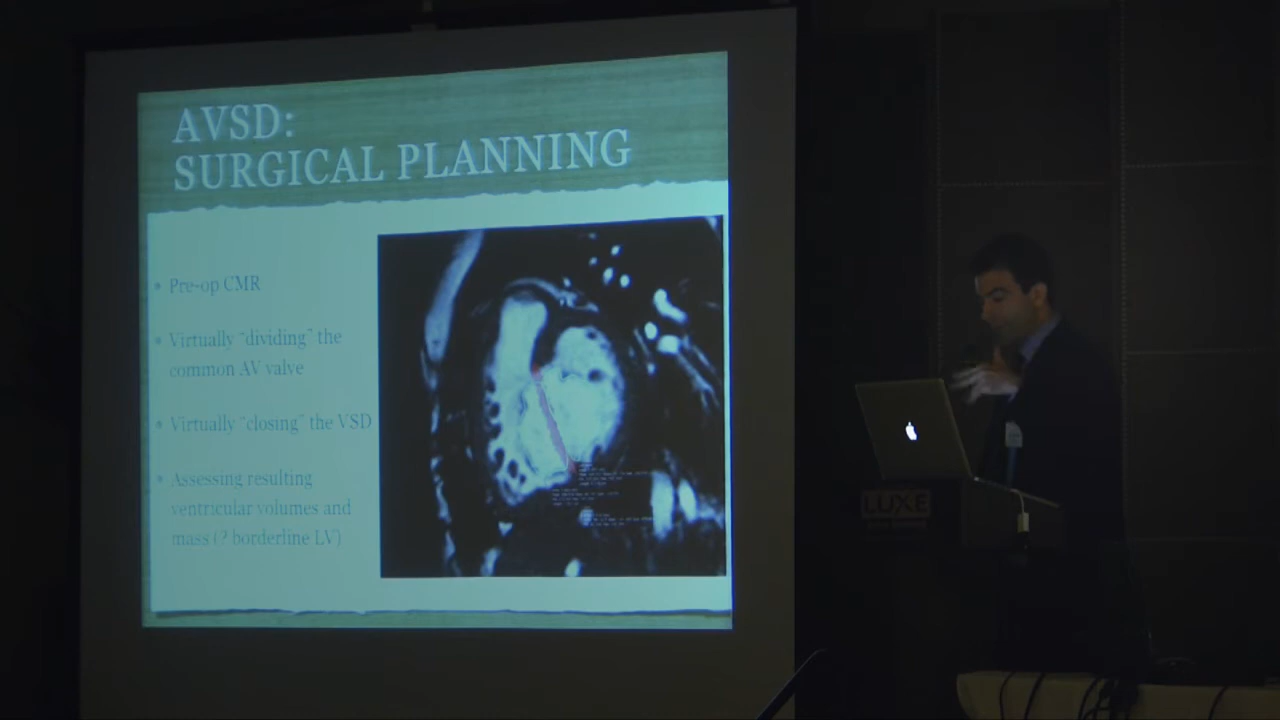 AVSD:
SURGICAL PLANNING
Pre-op CMR
Virtually "dividing" the
common AV valve
Virtually "closing" the VSD
Assessing resulting
ventricular volumes and
mass (? borderline LV)
LUXE